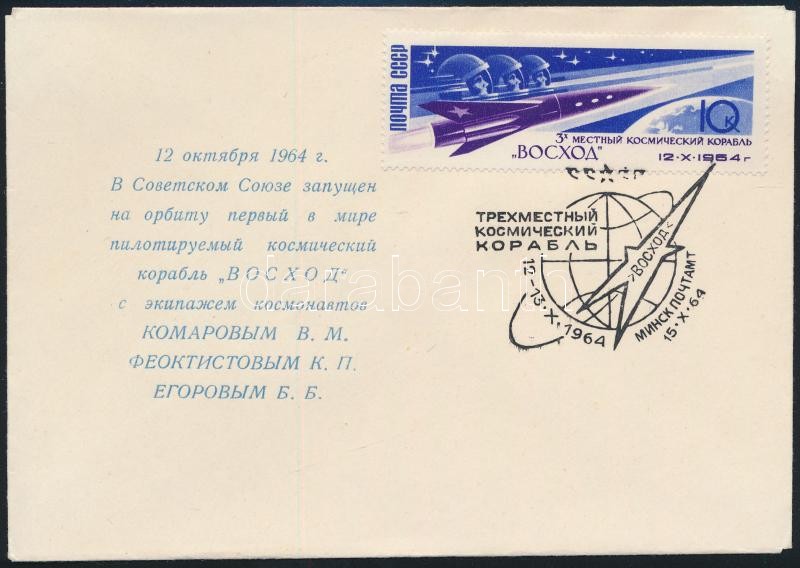 ПОЧТА СССР
10 К
3Х МЕСТНЫЙ КОСМИЧЕСКИЙ КОРАБЛЬ
„ВОСХОД" 12-X-1964 г
12 октября 1964 г.
В Советском Союзе запущен
на орбиту первый в мире
пилотируемый космический
корабль „ВОСХОД“
с экипажем космонавтов
КОМАРОВЫМ В. М.
ФЕОКТИСТОВЫМ К. П.
ЕГОРОВЫМ Б. Б.
ТРЕХМЕСТНЫЙ
КОСМИЧЕСКИЙ
КОРАБЛЬ
12-13.X.1964
»ВОСХОД«
МИНСК ПОЧТАМТ
15·X·64
darabanth